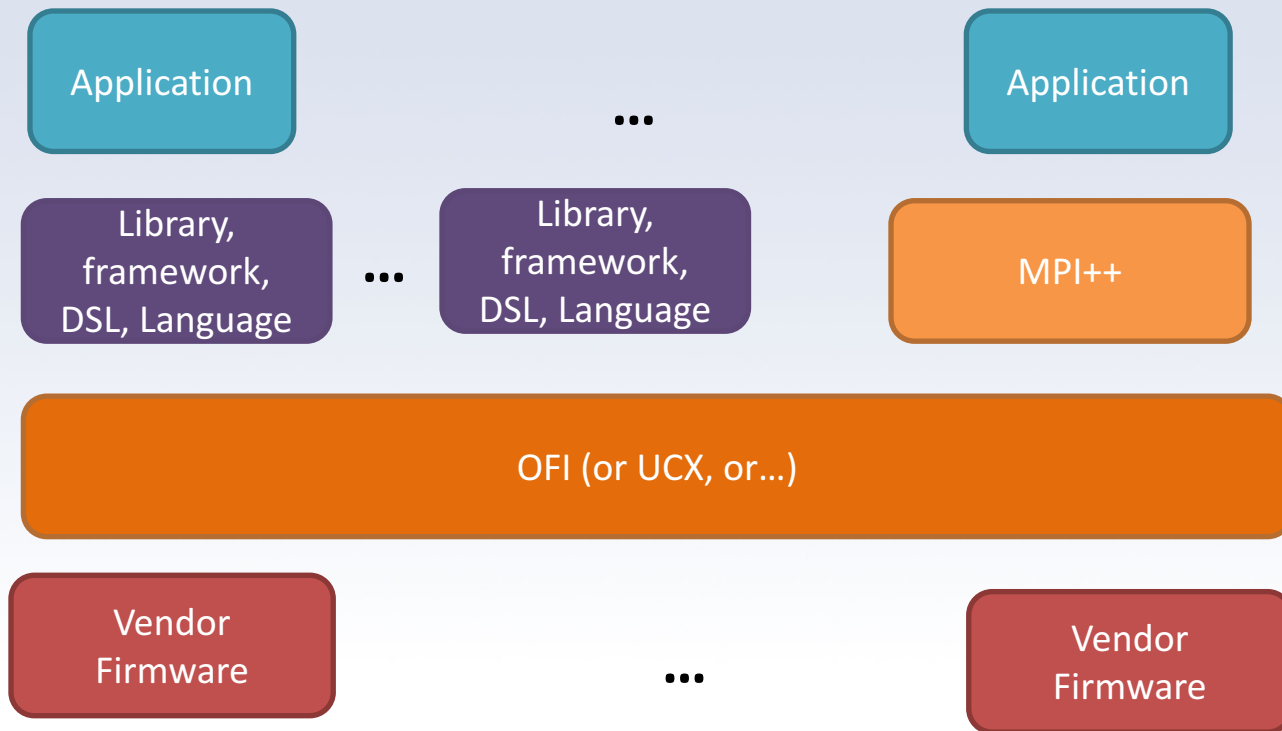 Application
...
Application
Library,
framework,
DSL, Language
...
Library,
framework,
DSL, Language
MPI++
OFI (or UCX, or…)
Vendor
Firmware
...
Vendor
Firmware